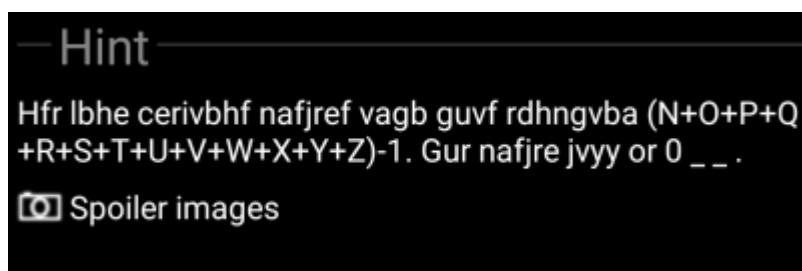 Hint
Hfr lbhe cerivbhf nafjref vagb guvf rdhngvba (N+O+P+Q
+R+S+T+U+V+W+X+Y+Z)-1. Gur nafjre jvyy or 0 _ _ .
Spoiler images